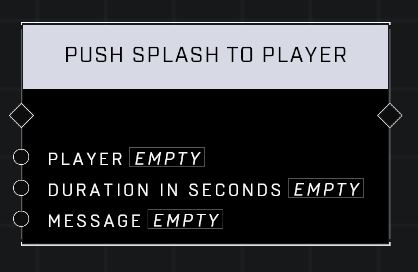 PUSH SPLASH TO PLAYER
PLAYER EMPTY
DURATION IN SECONDS EMPTY
MESSAGE EMPTY